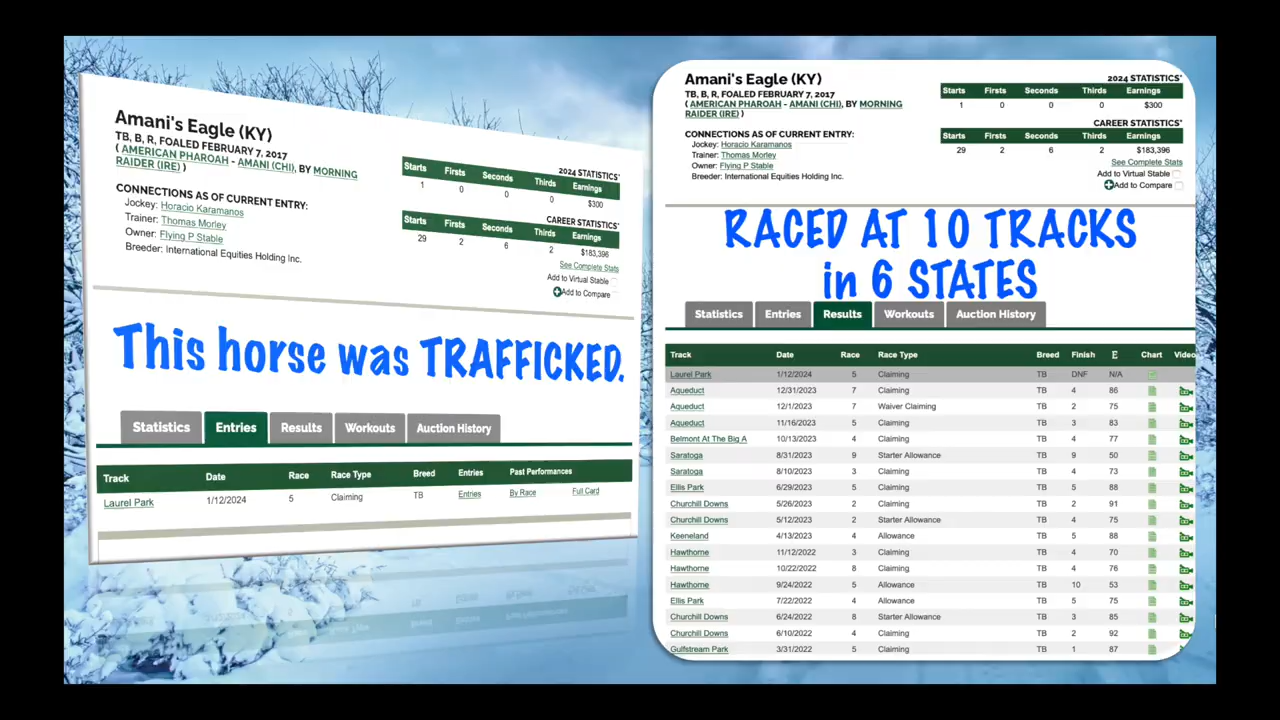 Amani's Eagle (KY)
TB, B, R, FOALED FEBRUARY 7, 2017
( AMERICAN PHAROAH - AMANI (CHI), BY MORNING
RAIDER (IRE) )
CONNECTIONS AS OF CURRENT ENTRY:
Jockey: Horacio Karamanos
Trainer: Thomas Morley
Owner: Flying P Stable
Breeder: International Equities Holding Inc.
2024 STATISTICS*
Starts Firsts Seconds Thirds Earnings
1 0 0 0 $300
CAREER STATISTICS*
Starts Firsts Seconds Thirds Earnings
29 2 6 2 $183,396
See Complete Stats
Add to Virtual Stable
Add to Compare
This horse was TRAFFICKED.
Statistics Entries Results Workouts Auction History
Track Date Race Race Type Breed Entries Past Performances
Laurel Park 1/12/2024 5 Claiming TB Entries By Race Full Card
Amani's Eagle (KY)
TB, B, R, FOALED FEBRUARY 7, 2017
( AMERICAN PHAROAH - AMANI (CHI), BY MORNING
RAIDER (IRE) )
CONNECTIONS AS OF CURRENT ENTRY:
Jockey: Horacio Karamanos
Trainer: Thomas Morley
Owner: Flying P Stable
Breeder: International Equities Holding Inc.
2024 STATISTICS*
Starts Firsts Seconds Thirds Earnings
1 0 0 0 $300
CAREER STATISTICS*
Starts Firsts Seconds Thirds Earnings
29 2 6 2 $183,396
See Complete Stats
Add to Virtual Stable
Add to Compare
RACED AT 10 TRACKS
in 6 STATES
Statistics Entries Results Workouts Auction History
Track Date Race Race Type Breed Finish E Chart Video
Laurel Park 1/12/2024 5 Claiming TB DNF N/A
Aqueduct 12/31/2023 7 Claiming TB 4 86
Aqueduct 12/1/2023 7 Waiver Claiming TB 2 75
Aqueduct 11/16/2023 5 Claiming TB 3 83
Belmont At The Big A 10/13/2023 4 Claiming TB 4 77
Saratoga 8/31/2023 9 Starter Allowance TB 9 50
Saratoga 8/10/2023 3 Claiming TB 4 73
Ellis Park 6/29/2023 5 Claiming TB 5 88
Churchill Downs 5/26/2023 2 Claiming TB 2 91
Churchill Downs 5/12/2023 2 Starter Allowance TB 4 75
Keeneland 4/13/2023 4 Allowance TB 5 88
Hawthorne 11/12/2022 3 Claiming TB 4 70
Hawthorne 10/22/2022 8 Claiming TB 4 76
Hawthorne 9/24/2022 5 Allowance TB 10 53
Ellis Park 7/22/2022 4 Allowance TB 5 75
Churchill Downs 6/24/2022 8 Starter Allowance TB 3 85
Churchill Downs 6/10/2022 4 Claiming TB 2 92
Gulfstream Park 3/31/2022 5 Claiming TB 1 87